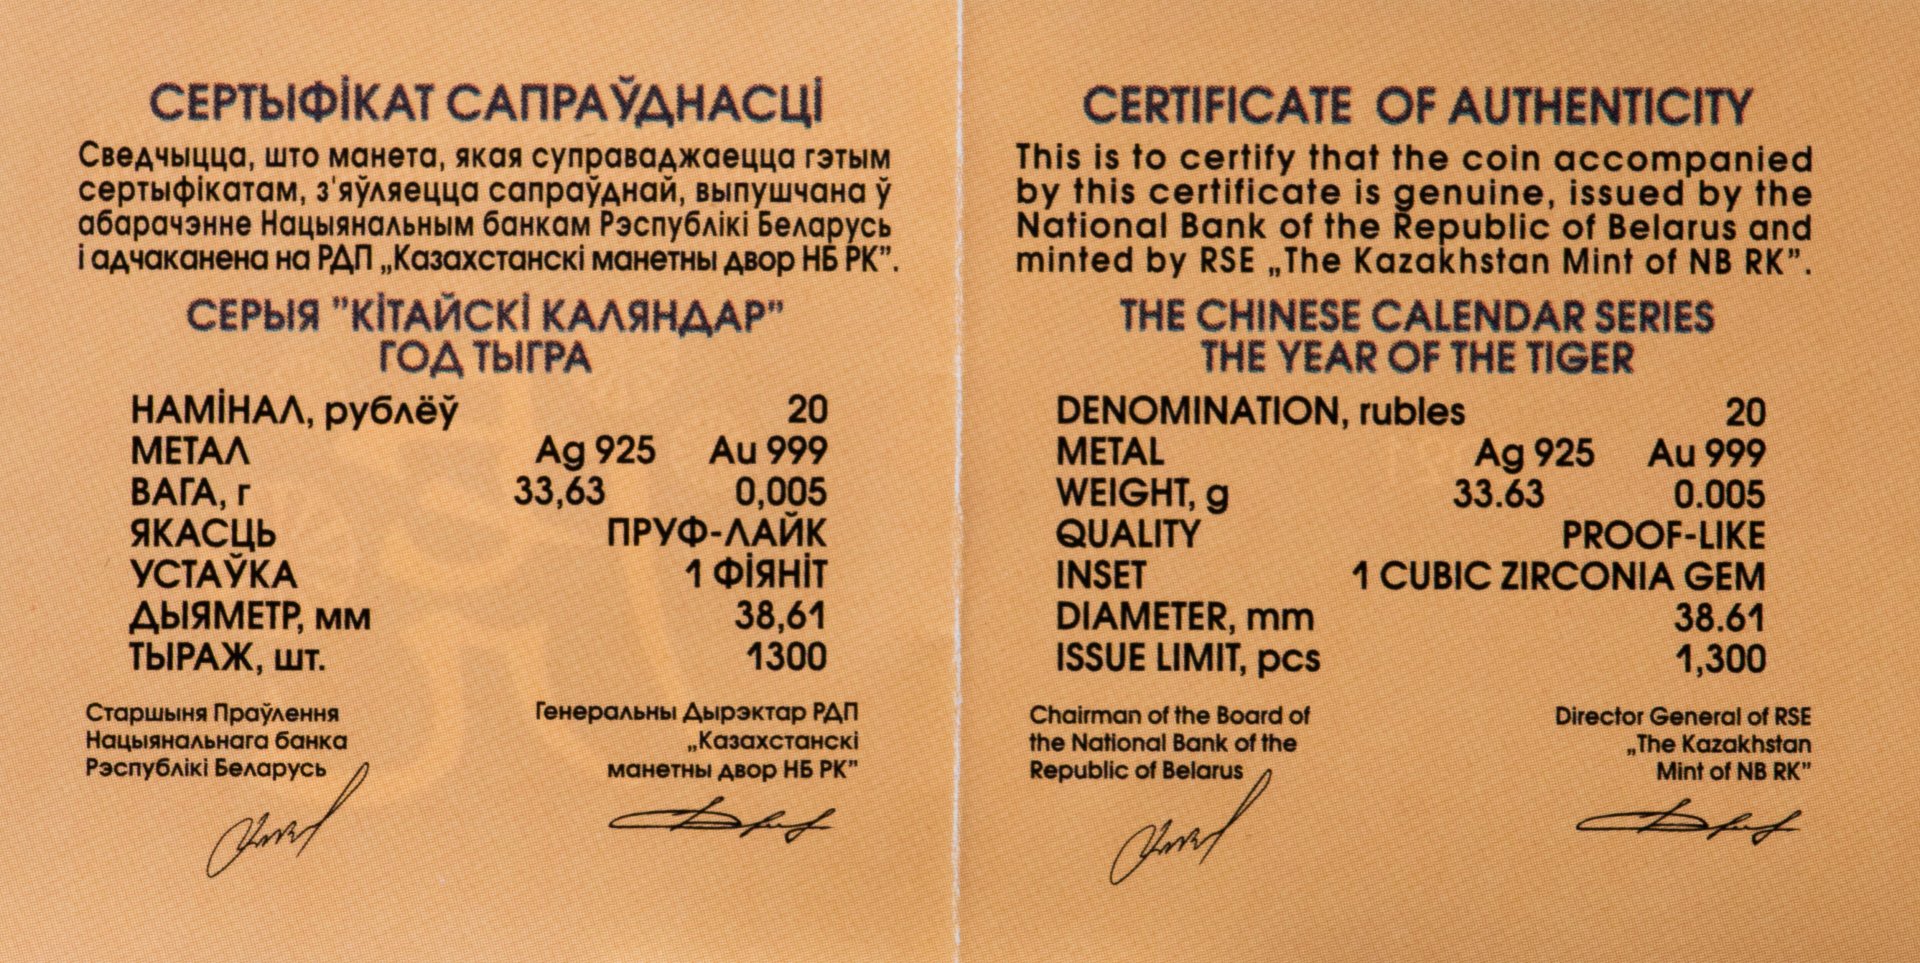 СЕРТЫФІКАТ САПРАЎДНАСЦІ
Сведчыцца, што манета, якая суправаджаецца гэтым
сертыфікатам, з'яўляецца сапраўднай, выпушчана ў
абарачэнне Нацыянальным банкам Рэспублікі Беларусь
і адчаканена на РДП „Казахстанскі манетны двор НБ РК”.
СЕРЫЯ "КІТАЙСКІ КАЛЯНДАР"
ГОД ТЫГРА
НАМІНАЛ, рублёў 20
МЕТАЛ Ag 925 Au 999
ВАГА, г 33,63 0,005
ЯКАСЦЬ ПРУФ-ЛАЙК
УСТАЎКА 1 ФІЯНІТ
ДЫЯМЕТР, мм 38,61
ТЫРАЖ, шт. 1300
Старшыня Праўлення
Нацыянальнага банка
Рэспублікі Беларусь
Генеральны Дырэктар РДП
„Казахстанскі
манетны двор НБ РК”
CERTIFICATE OF AUTHENTICITY
This is to certify that the coin accompanied
by this certificate is genuine, issued by the
National Bank of the Republic of Belarus and
minted by RSE „The Kazakhstan Mint of NB RK”.
THE CHINESE CALENDAR SERIES
THE YEAR OF THE TIGER
DENOMINATION, rubles 20
METAL Ag 925 Au 999
WEIGHT, g 33.63 0.005
QUALITY PROOF-LIKE
INSET 1 CUBIC ZIRCONIA GEM
DIAMETER, mm 38.61
ISSUE LIMIT, pcs 1,300
Chairman of the Board of
the National Bank of the
Republic of Belarus
Director General of RSE
„The Kazakhstan
Mint of NB RK”